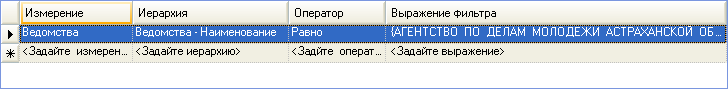 Измерение Иерархия Оператор Выражение Фильтра
Ведомства Ведомства - Наименование Равно {АГЕНТСТВО ПО ДЕЛАМ МОЛОДЕЖИ АСТРАХАНСКОЙ ОБ...
<Задайте измерен... <Задайте иерархию> <Задйте операт... <Задайте выражение>